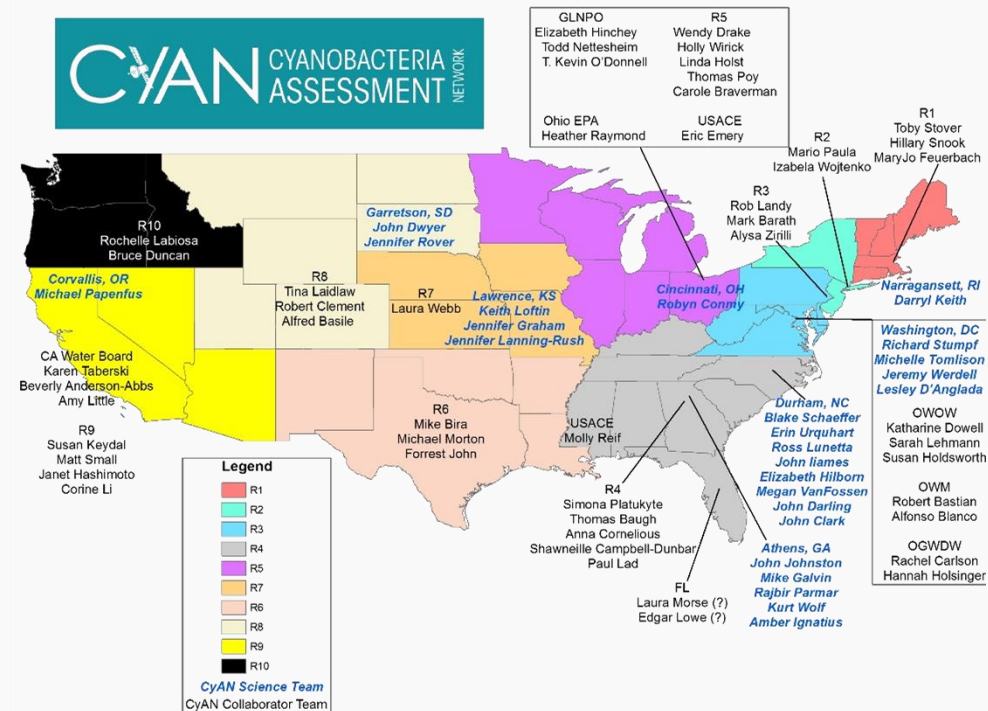 CyAN CYANOBACTERIA ASSESSMENT NETWORK
GLNPO
Elizabeth Hinchey
Todd Nettesheim
T. Kevin O'Donnell
R5
Wendy Drake
Holly Wirick
Linda Holst
Thomas Poy
Carole Braverman
Ohio EPA
Heather Raymond
USACE
Eric Emery
R1
Toby Stover
Hillary Snook
MaryJo Feuerbach
R2
Mario Paula
Izabela Wojtenko
R3
Rob Landy
Mark Barath
Alysa Zirilli
R10
Rochelle Labiosa
Bruce Duncan
Garretson, SD
John Dwyer
Jennifer Rover
Corvallis, OR
Michael Papenfus
R8
Tina Laidlaw
Robert Clement
Alfred Basile
R7
Laura Webb
Lawrence, KS
Keith Loftin
Jennifer Graham
Jennifer Lanning-Rush
Cincinnati, OH
Robyn Conmy
Narragansett, RI
Darryl Keith
Washington, DC
Richard Stumpf
Michelle Tomlison
Jeremy Werdell
Lesley D'Anglada
OWOW
Katharine Dowell
Sarah Lehmann
Susan Holdsworth
OWM
Robert Bastian
Alfonso Blanco
OGWDW
Rachel Carlson
Hannah Holsinger
CA Water Board
Karen Taberski
Beverly Anderson-Abbs
Amy Little
R9
Susan Keydal
Matt Small
Janet Hashimoto
Corine Li
R6
Mike Bira
Michael Morton
Forrest John
USACE
Molly Reif
Durham, NC
Blake Schaeffer
Erin Urquhart
Ross Lunetta
John Iiames
Elizabeth Hilborn
Megan VanFossen
John Darling
John Clark
R4
Simona Platukyte
Thomas Baugh
Anna Cornelious
Shawneille Campbell-Dunbar
Paul Lad
FL
Laura Morse (?)
Edgar Lowe (?)
Athens, GA
John Johnston
Mike Galvin
Rajbir Parmar
Kurt Wolf
Amber Ignatius
Legend
R1
R2
R3
R4
R5
R7
R6
R8
R9
R10
CyAN Science Team
CyAN Collaborator Team